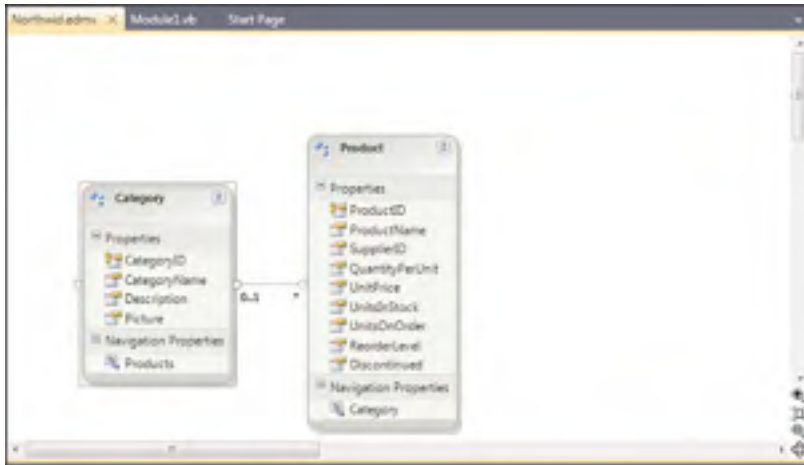 Northwid.edmx
Module1.vb
Start Page
Category
Properties
CategoryID
CategoryName
Description
Picture
Navigation Properties
Products
0..1
*
Product
Properties
ProductID
ProductName
SupplierID
QuantityPerUnit
UnitPrice
UnitsInStock
UnitsOnOrder
ReorderLevel
Discontinued
Navigation Properties
Category